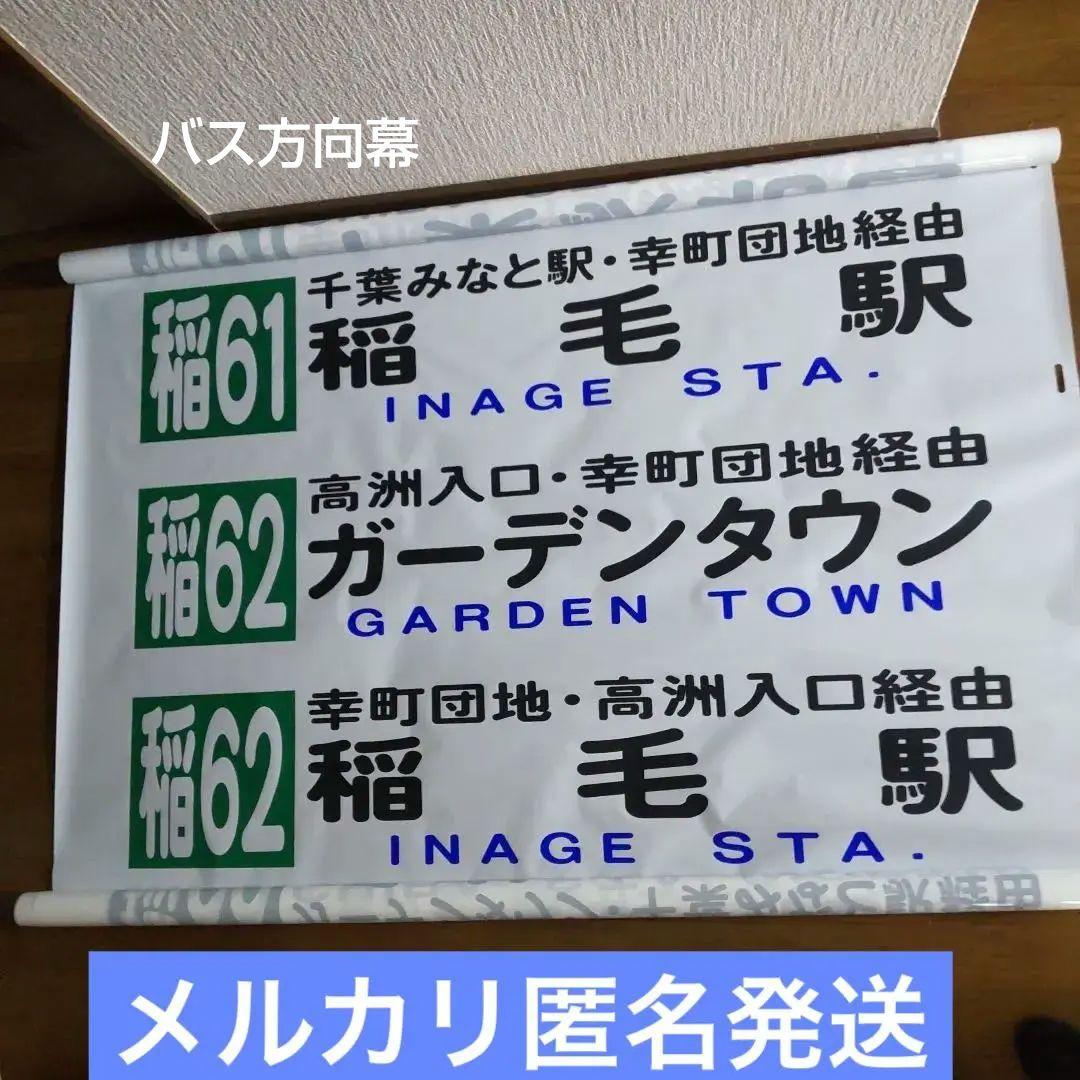 バス方向幕
稲61
千葉みなと駅・幸町団地経由
稲毛駅
INAGE STA.
稲62
高洲入口・幸町団地経由
ガーデンタウン
GARDEN TOWN
稲62
幸町団地・高洲入口経由
稲毛駅
INAGE STA.
メルカリ匿名発送